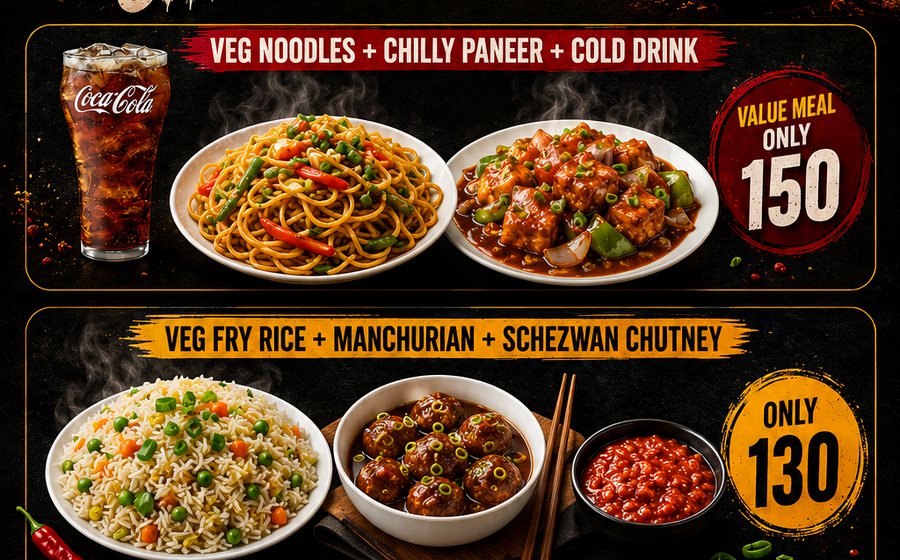 VEG NOODLES + CHILLY PANEER + COLD DRINK
Coca-Cola
VALUE MEAL
ONLY
150
VEG FRY RICE + MANCHURIAN + SCHEZWAN CHUTNEY
ONLY
130